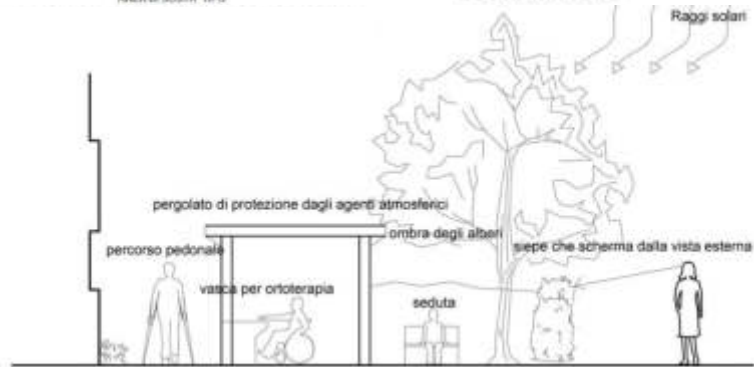 Raggi solari
pergolato di protezione dagli agenti atmosferici
ombra degli alberi
siepe che scherma dalla vista esterna
percorso pedonale
vasca per ortoterapia
seduta